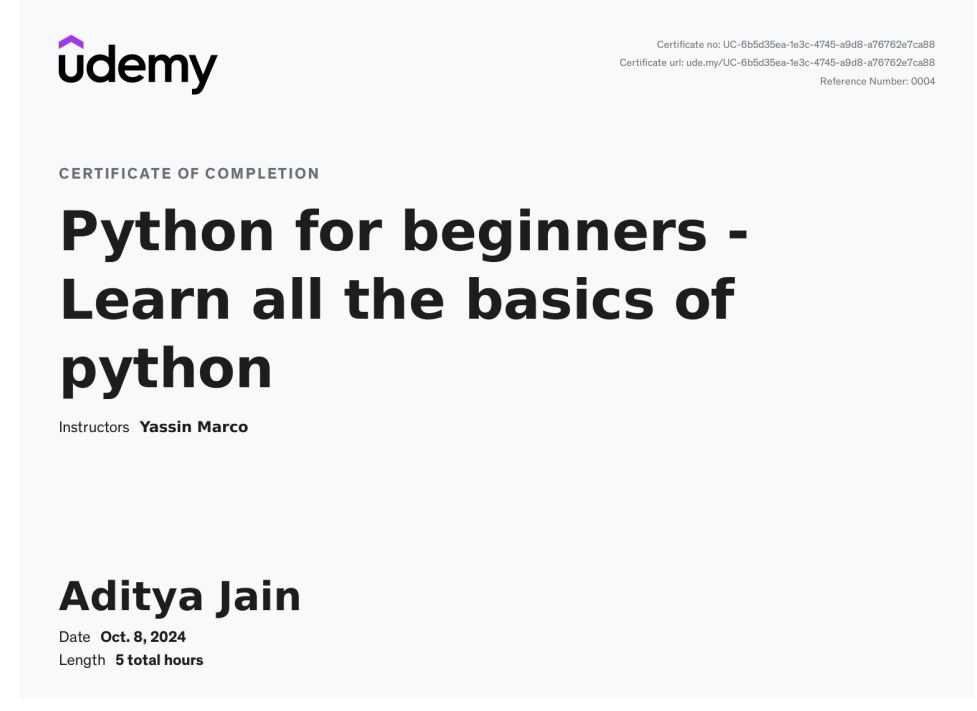 udemy
Certificate no: UC-6b5d35ea-1e3c-4745-a9d8-a76762e7ca88
Certificate url: ude.my/UC-6b5d35ea-1e3c-4745-a9d8-a76762e7ca88
Reference Number: 0004
CERTIFICATE OF COMPLETION
Python for beginners -
Learn all the basics of
python
Instructors Yassin Marco
Aditya Jain
Date Oct. 8, 2024
Length 5 total hours